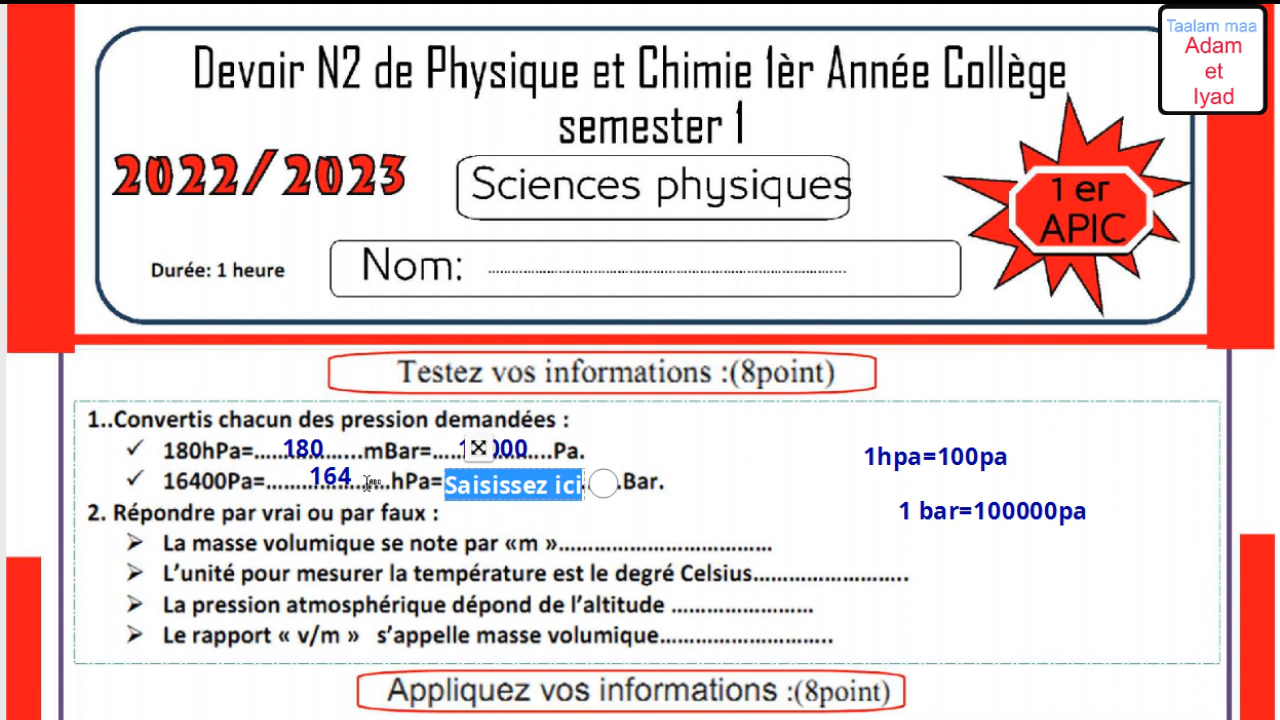 Taalam maa
Adam
et
Iyad
Devoir N2 de Physique et Chimie 1èr Année Collège
semester 1
2022/2023
Sciences physiques
1 er
APIC
Durée: 1 heure
Nom: ........................................................
Testez vos informations :(8point)
1..Convertis chacun des pression demandées :
✓ 180hPa=.....180......mBar=....000....Pa.
1hpa=100pa
✓ 16400Pa=.......164......hPa=Saisissez ici..Bar.
1 bar=100000pa
2. Répondre par vrai ou par faux :
➢ La masse volumique se note par «m »....................................
➢ L’unité pour mesurer la température est le degré Celsius..........................
➢ La pression atmosphérique dépond de l’altitude ........................
➢ Le rapport « v/m » s’appelle masse volumique.............................
Appliquez vos informations :(8point)